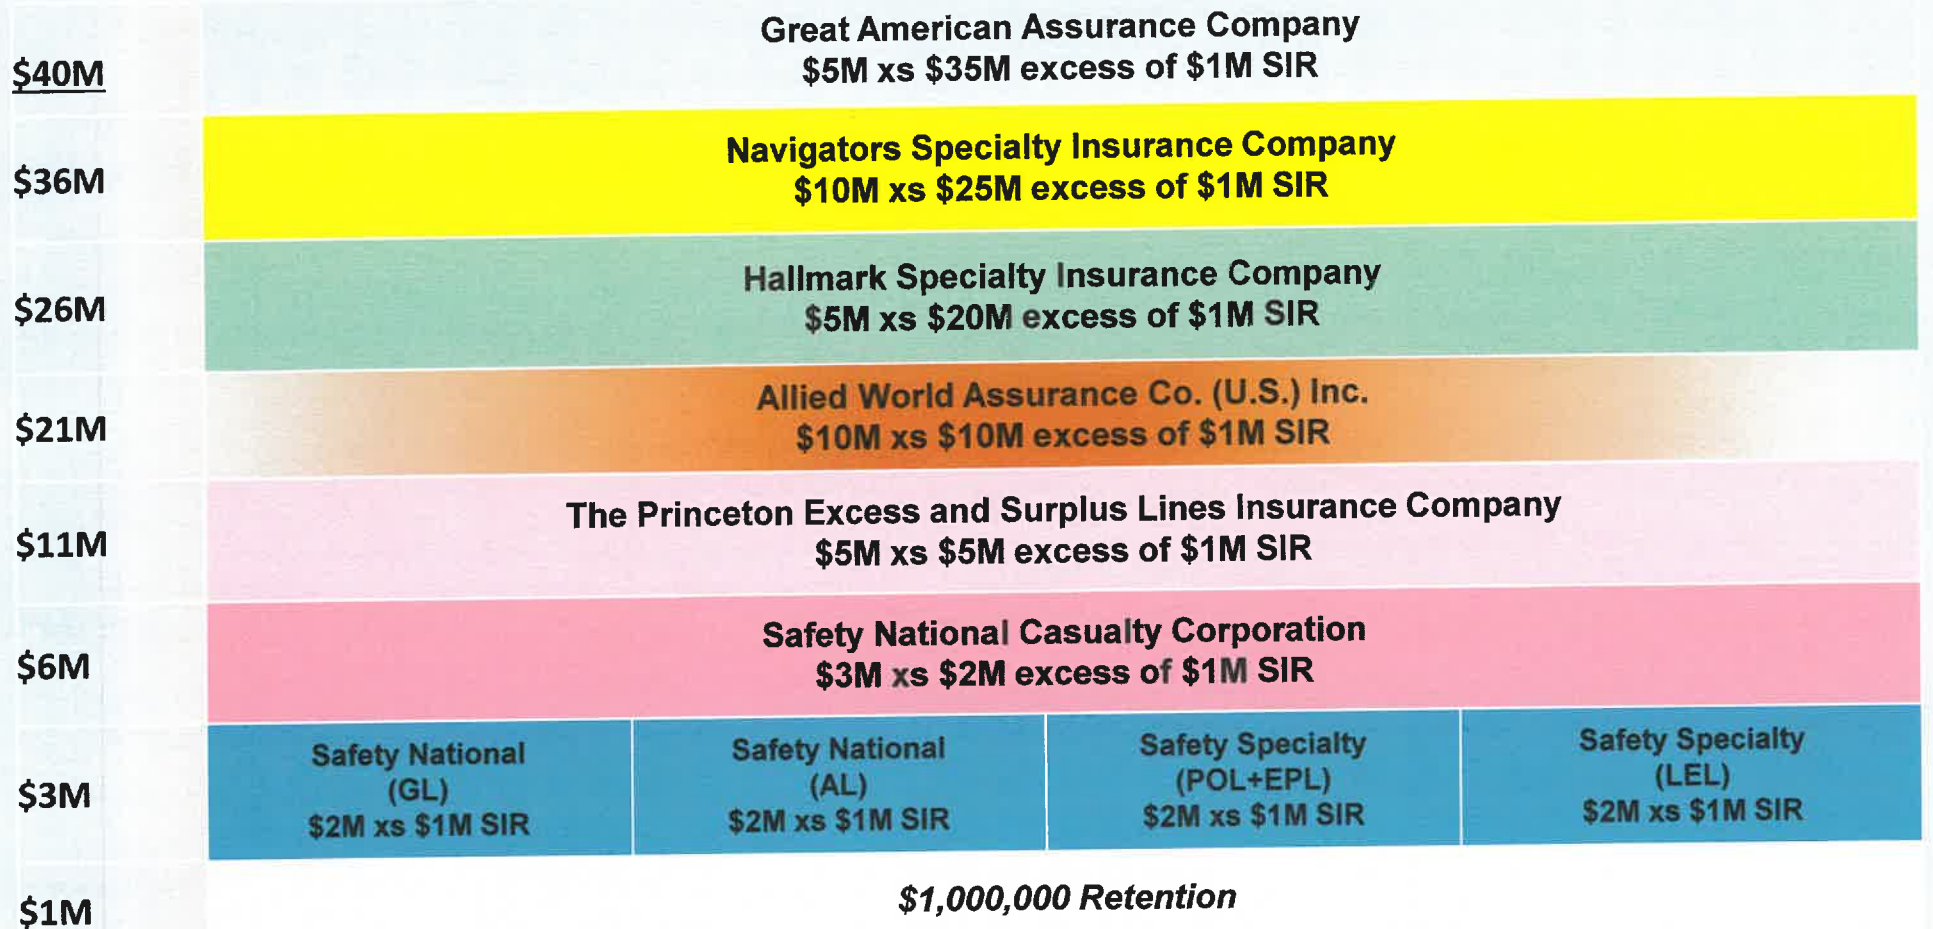 Great American Assurance Company
$40M
$5M xs $35M excess of $1M SIR
Navigators Specialty Insurance Company
$36M
$10M xs $25M excess of $1M SIR
Hallmark Specialty Insurance Company
$26M
$5M xs $20M excess of $1M SIR
Allied World Assurance Co. (U.S.) Inc.
$21M
$10M xs $10M excess of $1M SIR
The Princeton Excess and Surplus Lines Insurance Company
$11M
$5M xs $5M excess of $1M SIR
Safety National Casualty Corporation
$6M
$3M xs $2M excess of $1M SIR
$3M
Safety National
(GL)
$2M xs $1M SIR
Safety National
(AL)
$2M xs $1M SIR
Safety Specialty
(POL+EPL)
$2M xs $1M SIR
Safety Specialty
(LEL)
$2M xs $1M SIR
$1M
$1,000,000 Retention